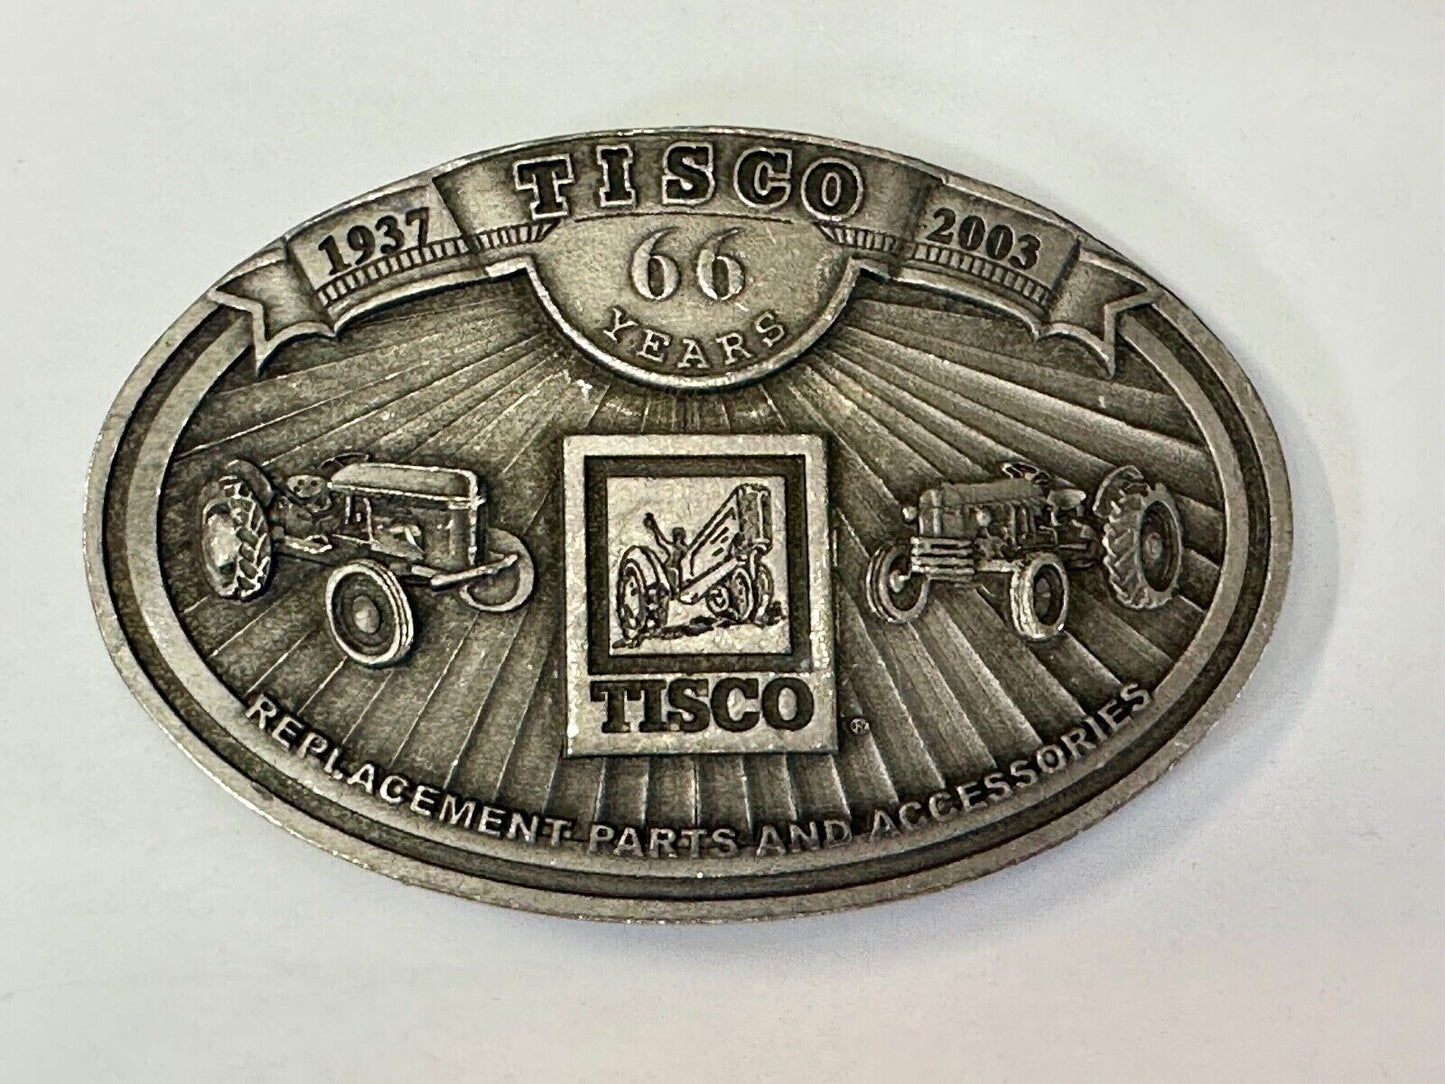 TISCO
1937 2003
66
YEARS
TISCO ®
REPLACEMENT PARTS AND ACCESSORIES